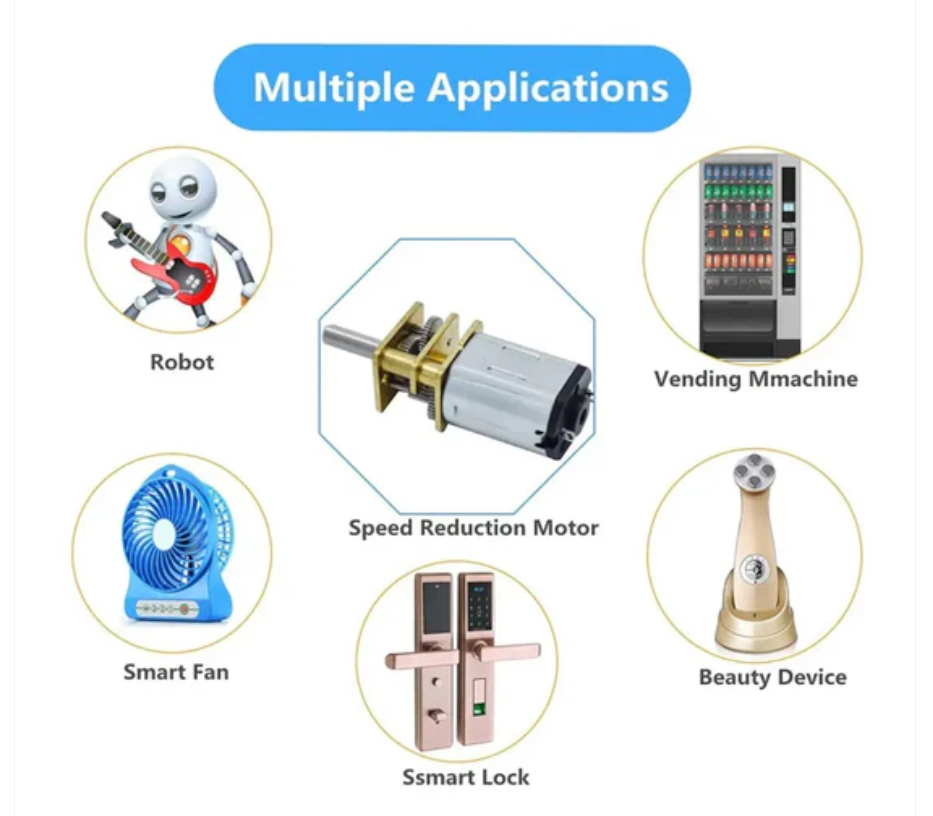 Multiple Applications
Robot
Vending Mmachine
Speed Reduction Motor
Smart Fan
Beauty Device
Ssmart Lock